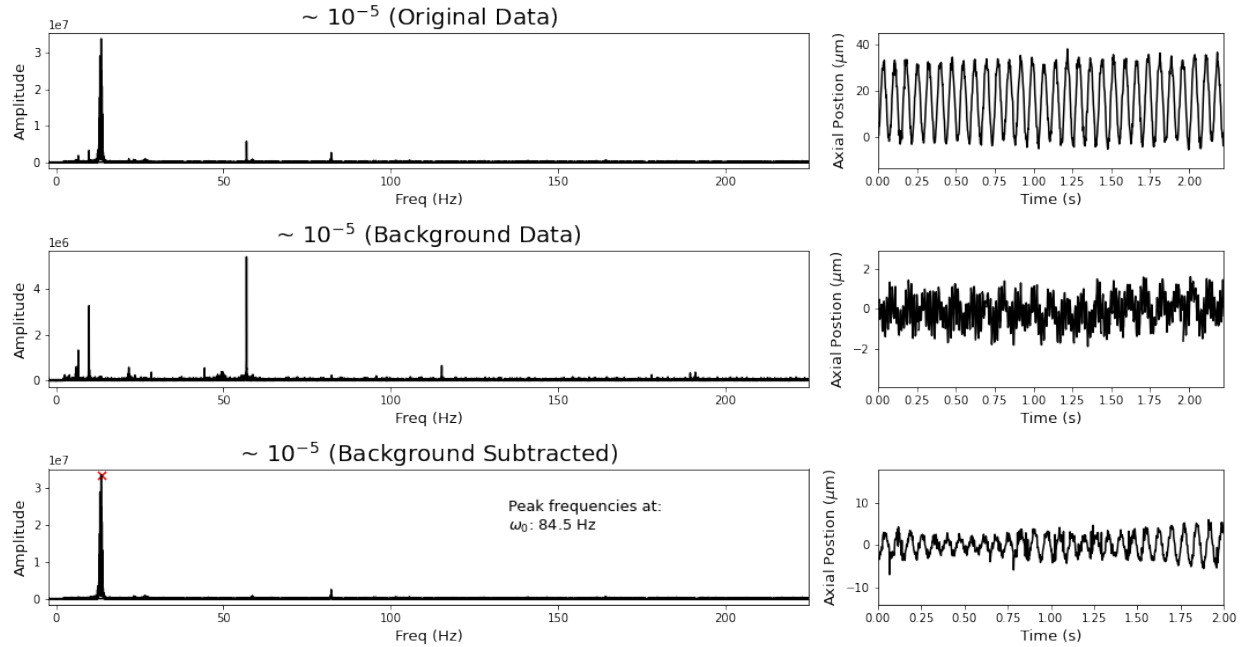 ~ 10⁻⁵ (Original Data)
1e7
Amplitude
3
2
1
0
0
50
100
150
200
Freq (Hz)
Axial Postion (μm)
40
20
0
0.00 0.25 0.50 0.75 1.00 1.25 1.50 1.75 2.00
Time (s)
~ 10⁻⁵ (Background Data)
1e6
Amplitude
4
2
0
0
50
100
150
200
Freq (Hz)
Axial Postion (μm)
2
0
−2
0.00 0.25 0.50 0.75 1.00 1.25 1.50 1.75 2.00
Time (s)
~ 10⁻⁵ (Background Subtracted)
1e7
Amplitude
3
2
1
0
Peak frequencies at:
ω₀: 84.5 Hz
0
50
100
150
200
Freq (Hz)
Axial Postion (μm)
10
0
−10
0.00 0.25 0.50 0.75 1.00 1.25 1.50 1.75 2.00
Time (s)